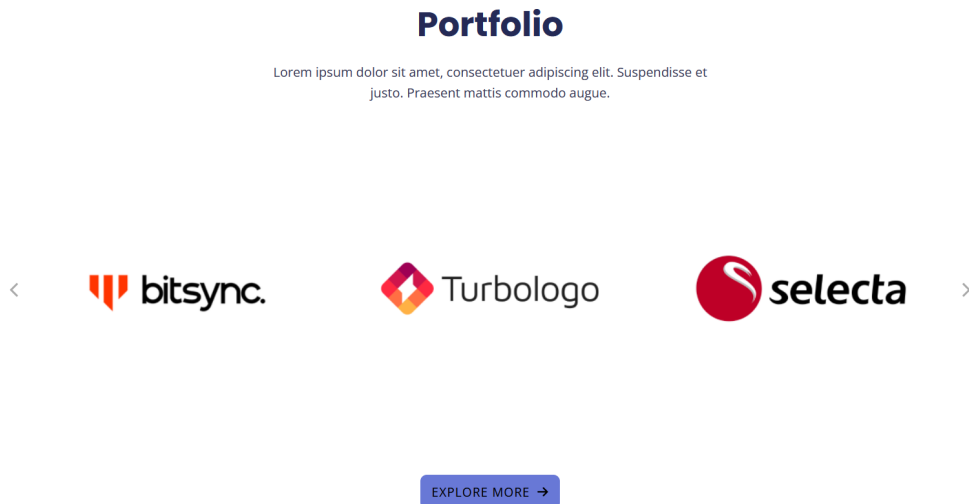 Portfolio
Lorem ipsum dolor sit amet, consectetuer adipiscing elit. Suspendisse et
justo. Praesent mattis commodo augue.
bitsync.
Turbologo
selecta
EXPLORE MORE